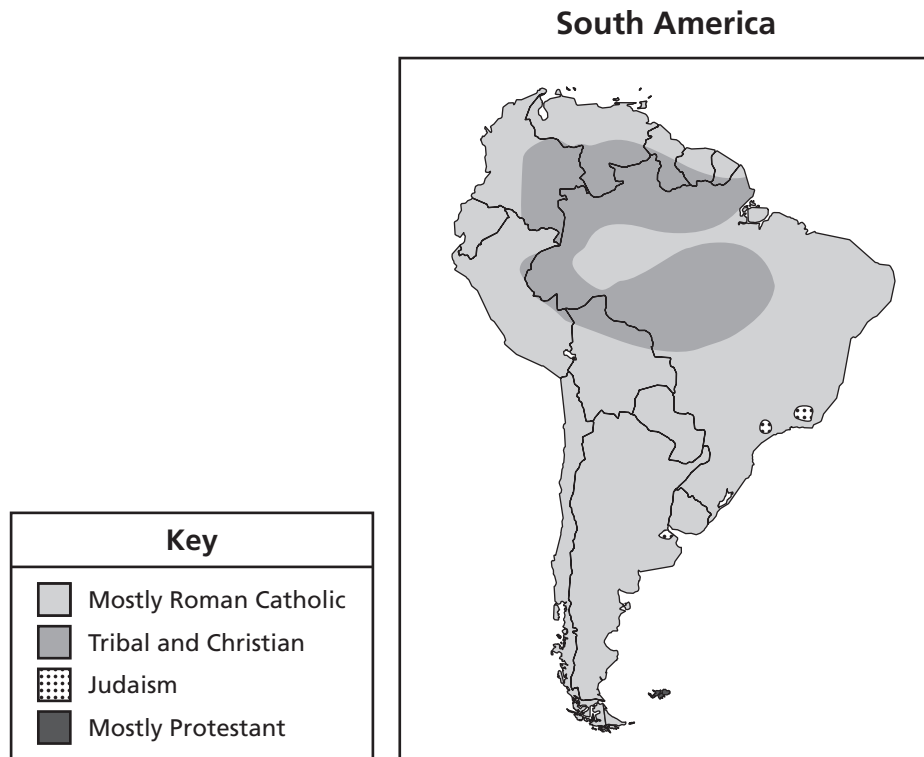 South America
Key
Mostly Roman Catholic
Tribal and Christian
Judaism
Mostly Protestant